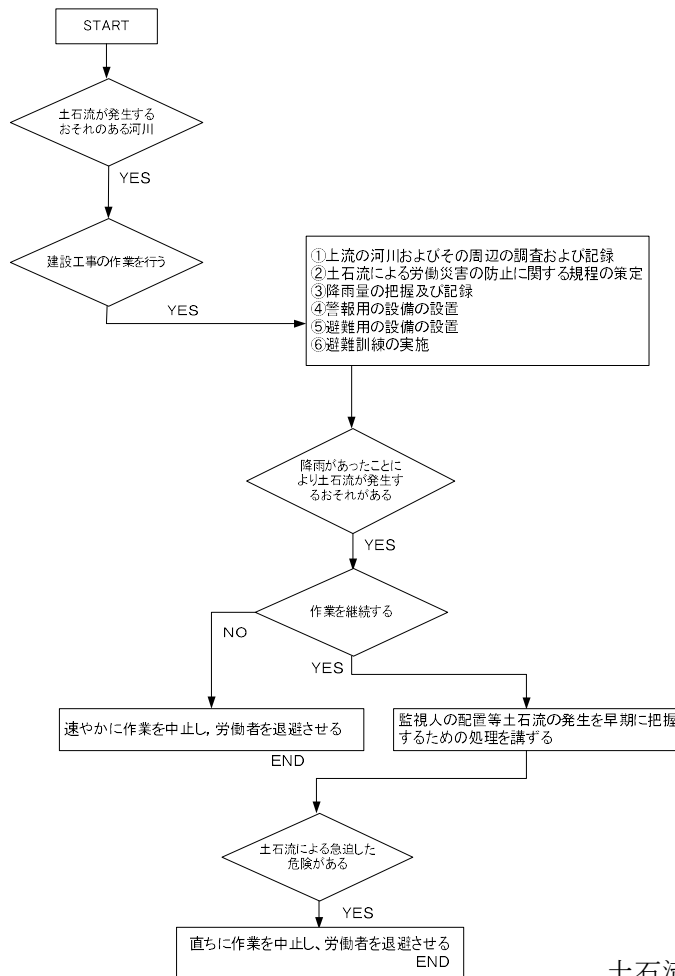 START
土石流が発生する
おそれのある河川
YES
建設工事の作業を行う
YES
①上流の河川およびその周辺の調査および記録
②土石流による労働災害の防止に関する規程の策定
③降雨量の把握及び記録
④警報用の設備の設置
⑤避難用の設備の設置
⑥避難訓練の実施
降雨があったことに
より土石流が発生す
るおそれがある
YES
作業を継続する
NO
YES
速やかに作業を中止し，労働者を退避させる
END
監視人の配置等土石流の発生を早期に把握
するための処理を講ずる
土石流による急迫した
危険がある
YES
直ちに作業を中止し、労働者を退避させる
END
土石